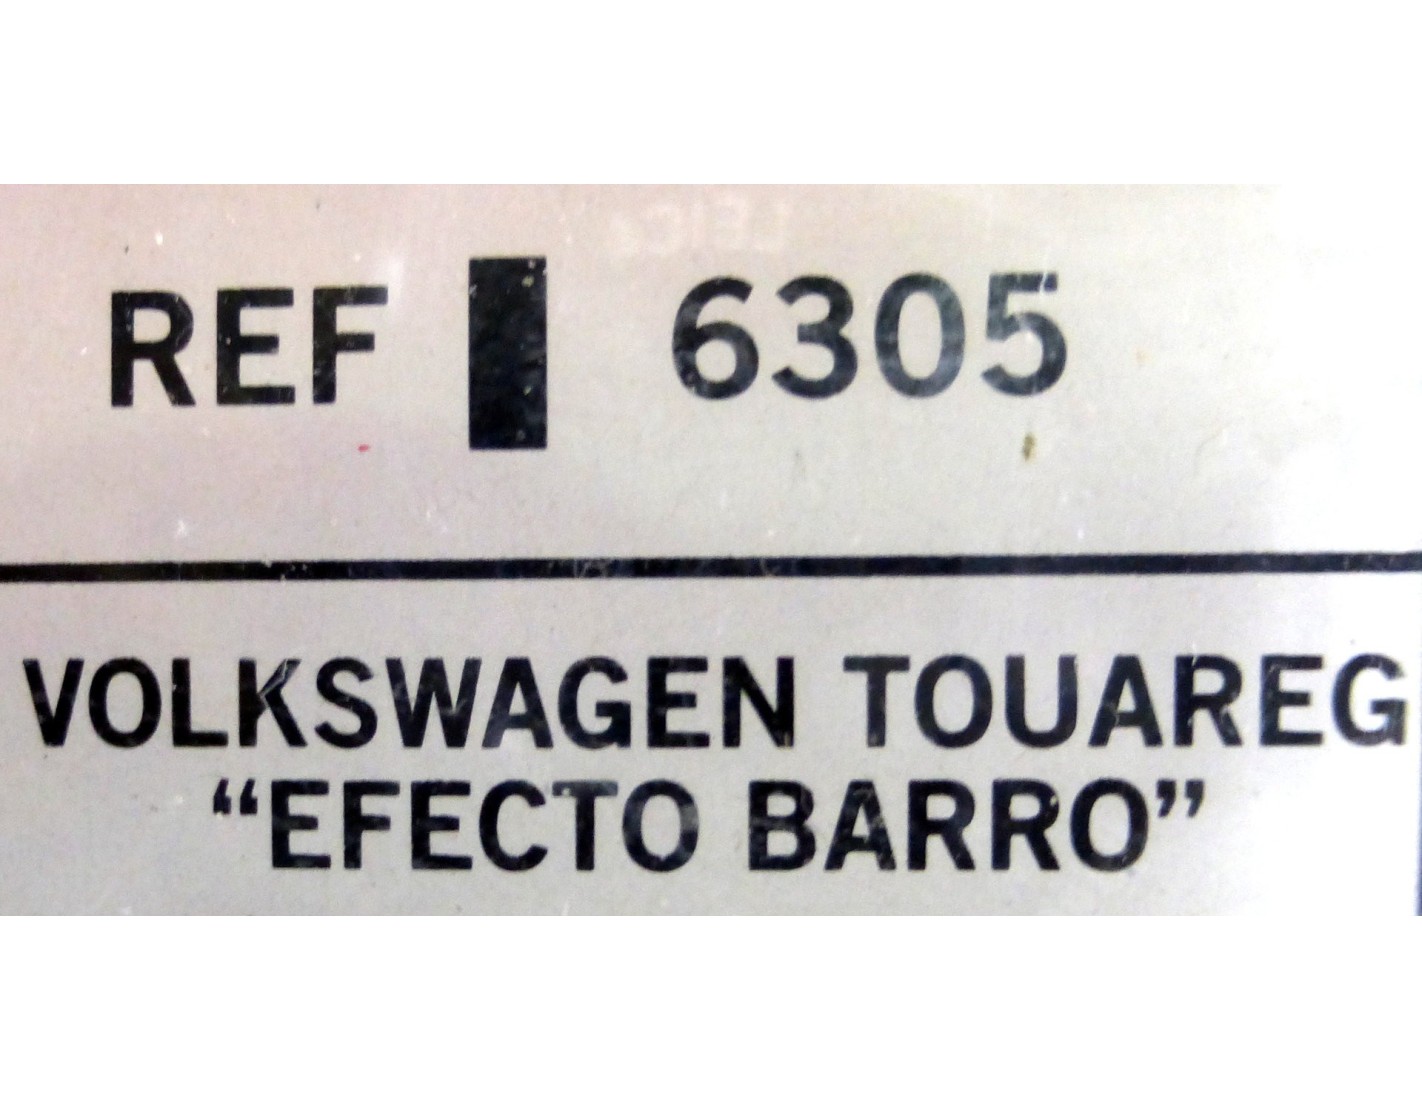 REF 6305
VOLKSWAGEN TOUAREG
“EFECTO BARRO”